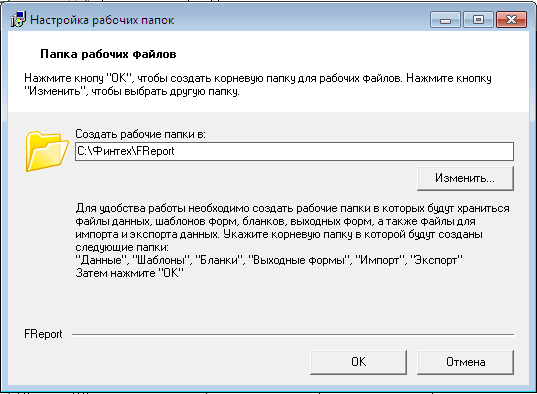 Настройка рабочих папок
Папка рабочих файлов
Нажмите кнопу "OK", чтобы создать корневую папку для рабочих файлов. Нажмите кнопку
"Изменить", чтобы выбрать другую папку.
Создать рабочие папки в:
C:\Финтех\FReport
Изменить...
Для удобства работы необходимо создать рабочие папки в которых будут храниться
файлы данных, шаблонов форм, бланков, выходных форм, а также файлы для
импорта и экспорта данных. Укажите корневую папку в которой будут созданы
следующие папки:
"Данные", "Шаблоны", "Бланки", "Выходные формы", "Импорт", "Экспорт"
Затем нажмите "OK"
FReport
OK
Отмена